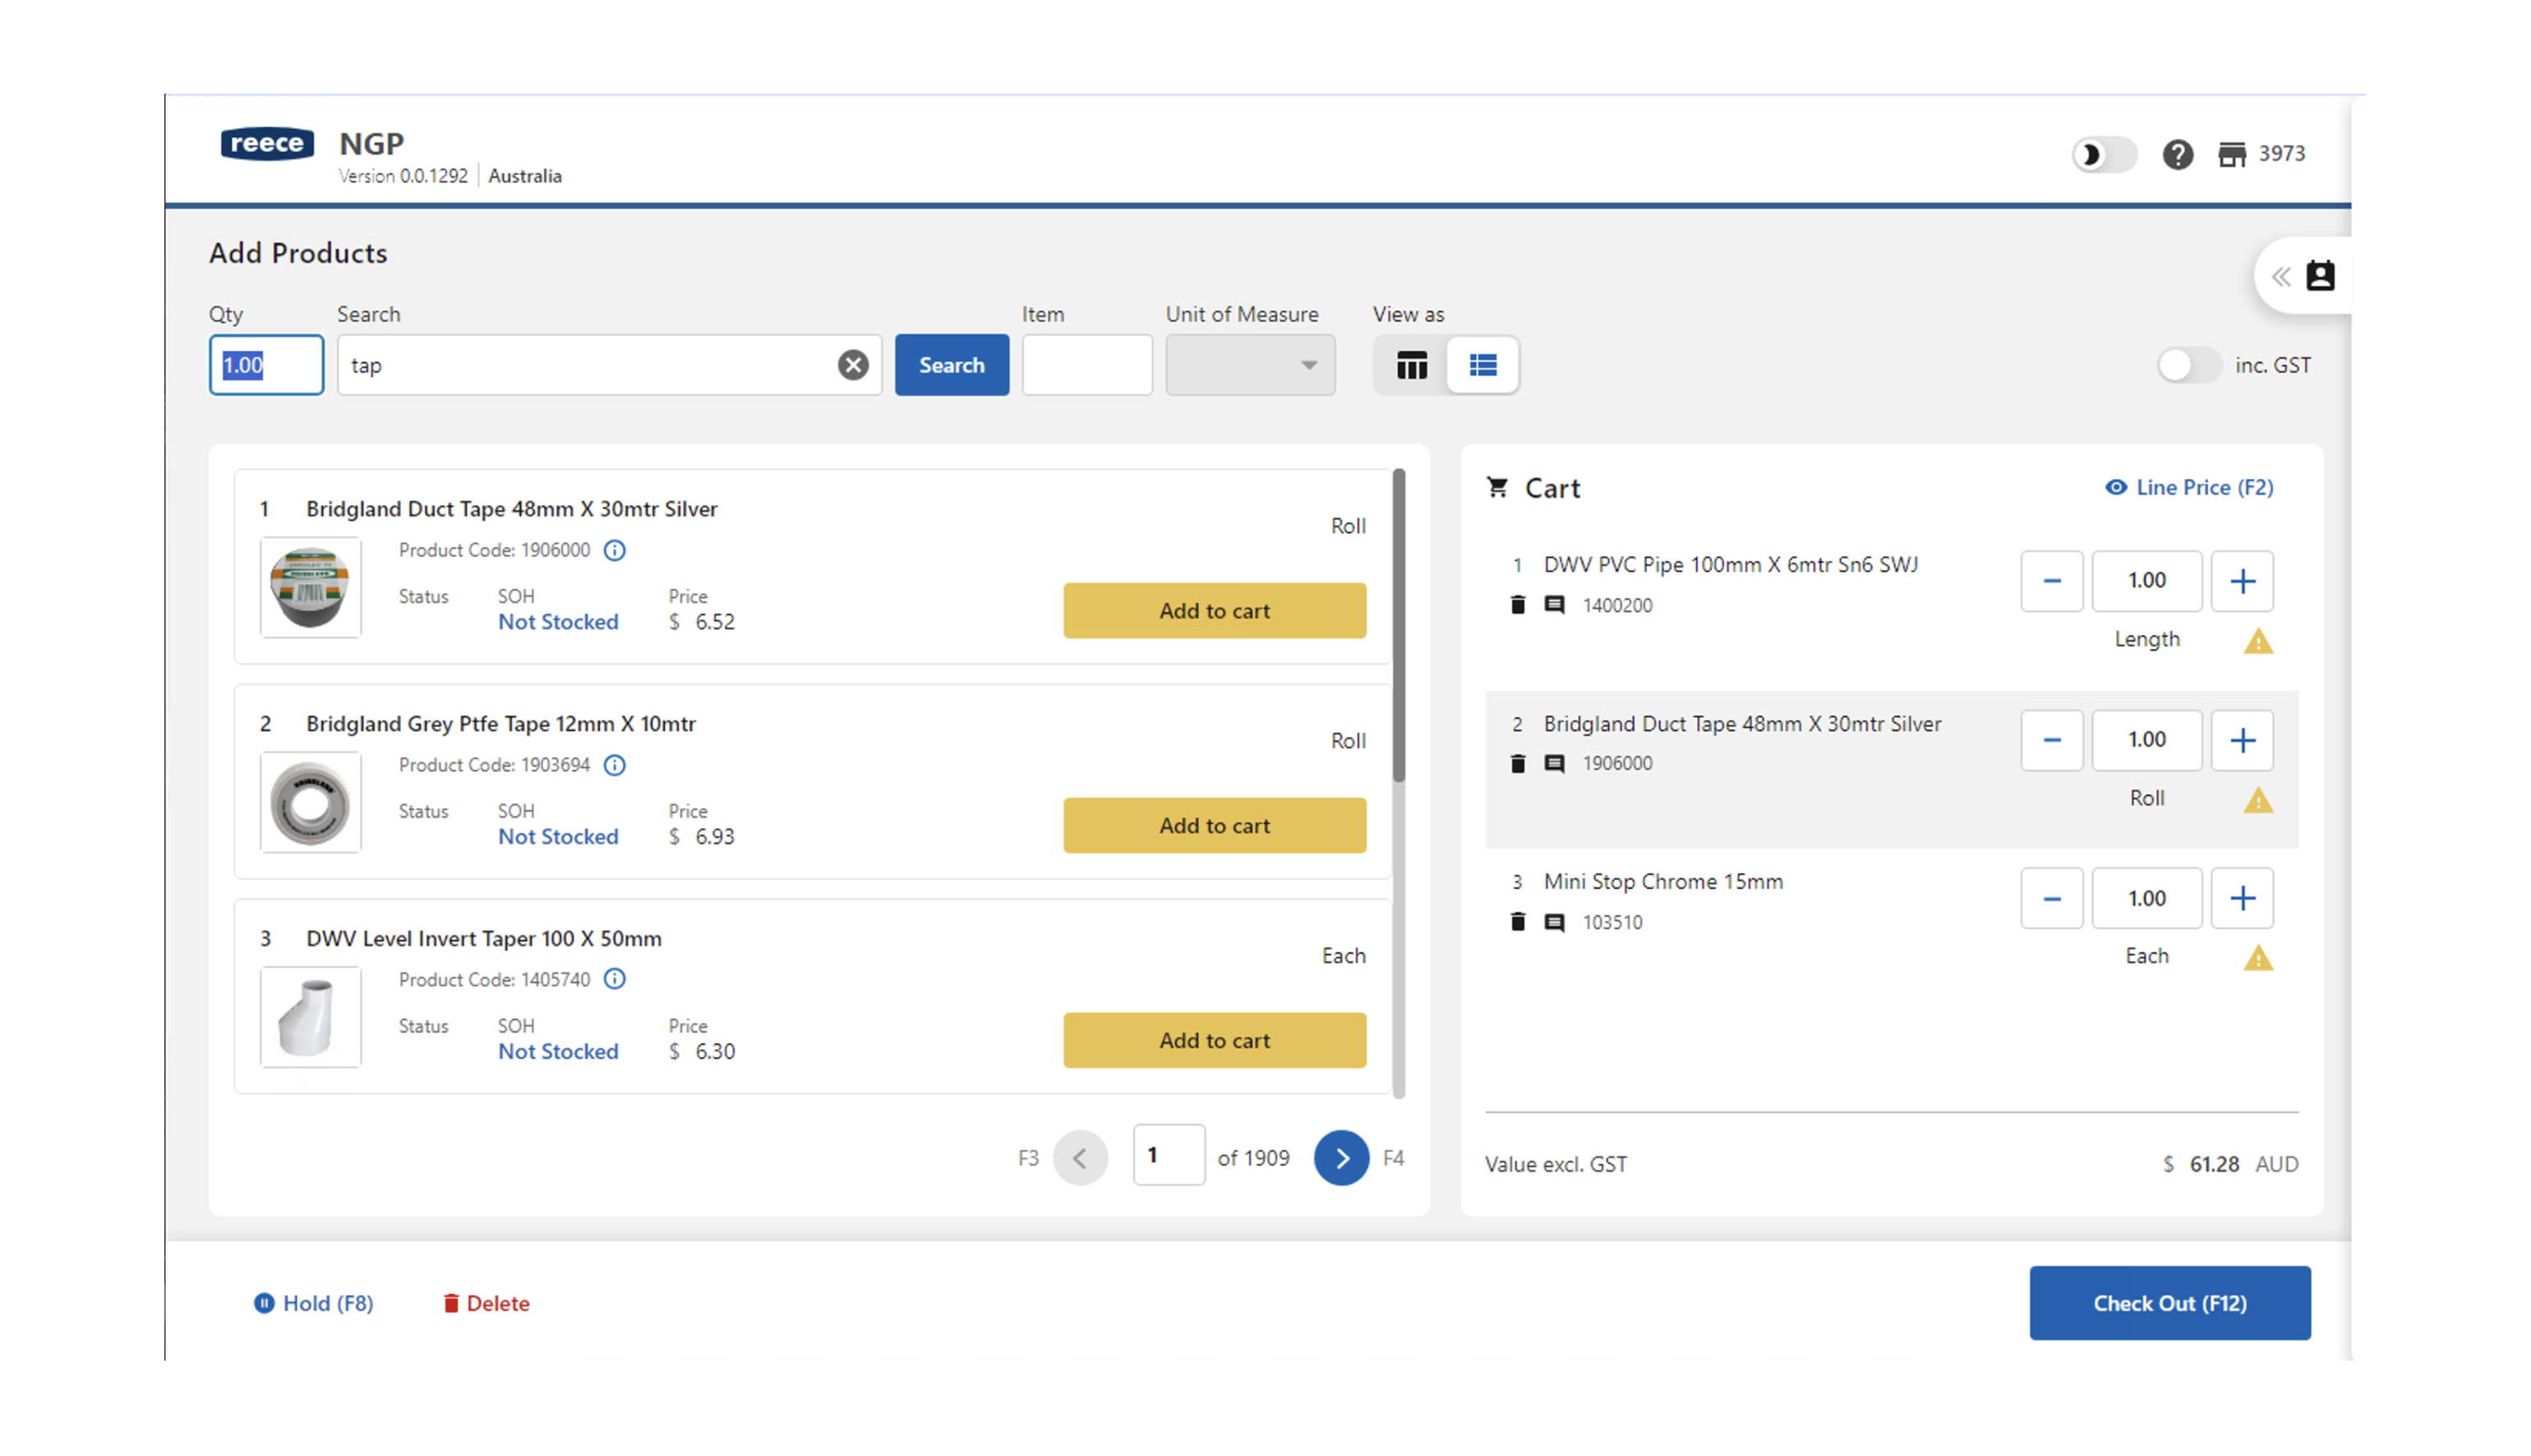 reece NGP
Version 0.0.1292 Australia
3973
Add Products
Qty Search Item Unit of Measure View as
1.00 tap Search inc. GST
1 Bridgland Duct Tape 48mm X 30mtr Silver
Roll
Product Code: 1906000
Status SOH Price
Not Stocked $ 6.52
Add to cart
2 Bridgland Grey Ptfe Tape 12mm X 10mtr
Roll
Product Code: 1903694
Status SOH Price
Not Stocked $ 6.93
Add to cart
3 DWV Level Invert Taper 100 X 50mm
Each
Product Code: 1405740
Status SOH Price
Not Stocked $ 6.30
Add to cart
F3 1 of 1909 F4
Cart Line Price (F2)
1 DWV PVC Pipe 100mm X 6mtr Sn6 SWJ
1.00
1400200
Length
2 Bridgland Duct Tape 48mm X 30mtr Silver
1.00
1906000
Roll
3 Mini Stop Chrome 15mm
1.00
103510
Each
Value excl. GST $ 61.28 AUD
Hold (F8) Delete Check Out (F12)